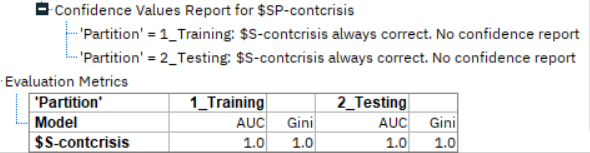 Confidence Values Report for $SP-contcrisis
'Partition' = 1_Training: $S-contcrisis always correct. No confidence report
'Partition' = 2_Testing: $S-contcrisis always correct. No confidence report
Evaluation Metrics
'Partition' 1_Training 2_Testing
Model AUC Gini AUC Gini
$S-contcrisis 1.0 1.0 1.0 1.0